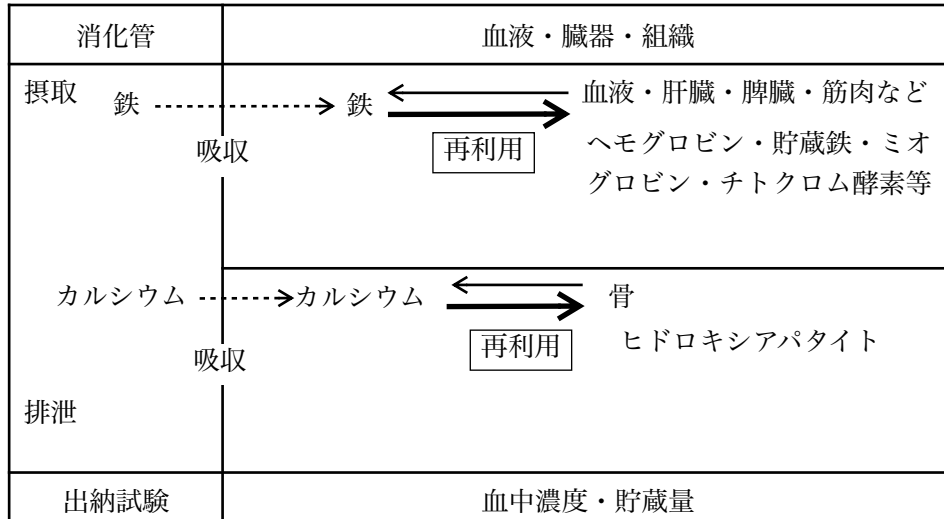 消化管
血液・臓器・組織
摂取
鉄
鉄
血液・肝臓・脾臓・筋肉など
吸収
再利用
ヘモグロビン・貯蔵鉄・ミオ
グロビン・チトクロム酵素等
カルシウム
カルシウム
骨
吸収
再利用
ヒドロキシアパタイト
排泄
出納試験
血中濃度・貯蔵量